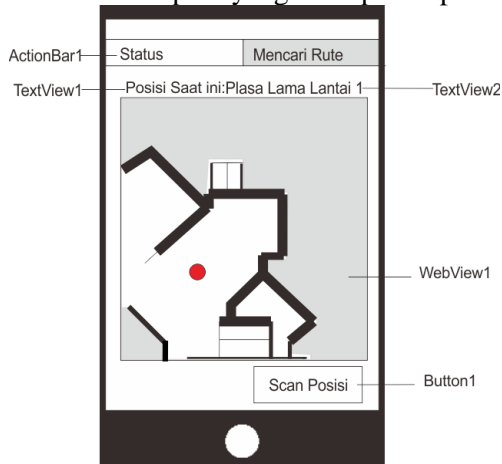 ActionBar1 Status Mencari Rute
TextView1 Posisi Saat ini:Plasa Lama Lantai 1 TextView2
WebView1
Scan Posisi Button1